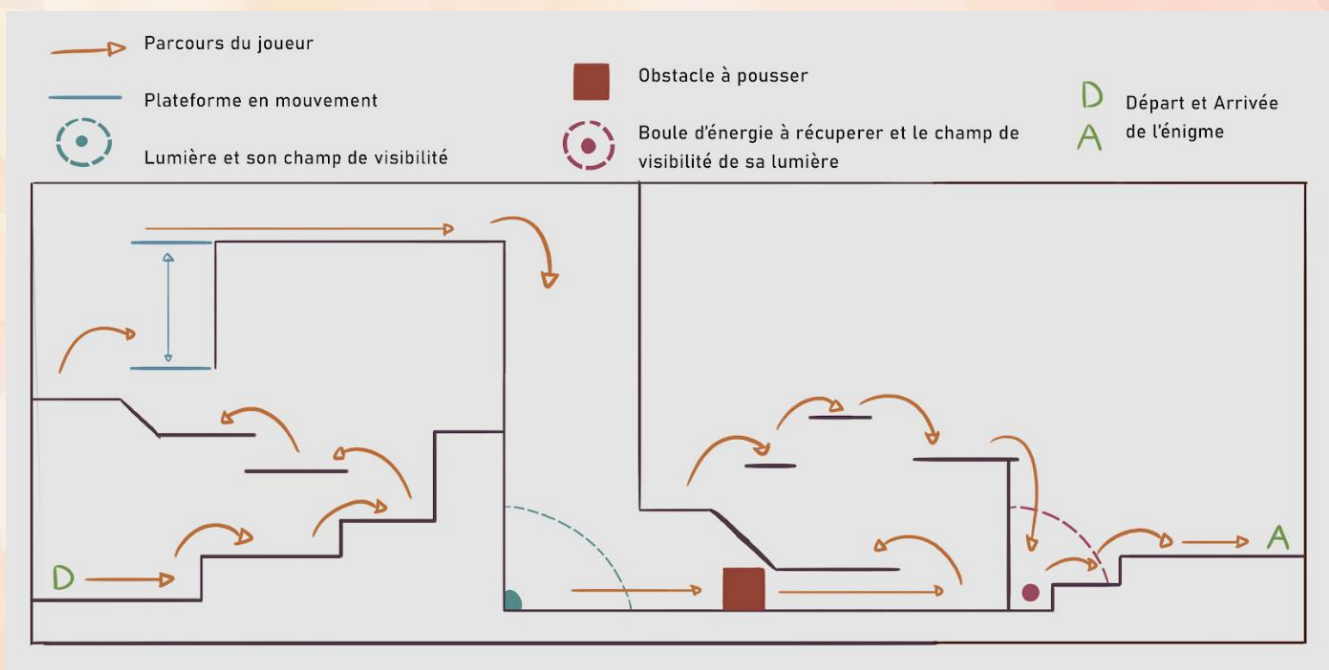 Parcours du joueur
Plateforme en mouvement
Lumière et son champ de visibilité
Obstacle à pousser
Boule d'énergie à récuperer et le champ de
visibilité de sa lumière
D
A
Départ et Arrivée
de l'énigme
D
A